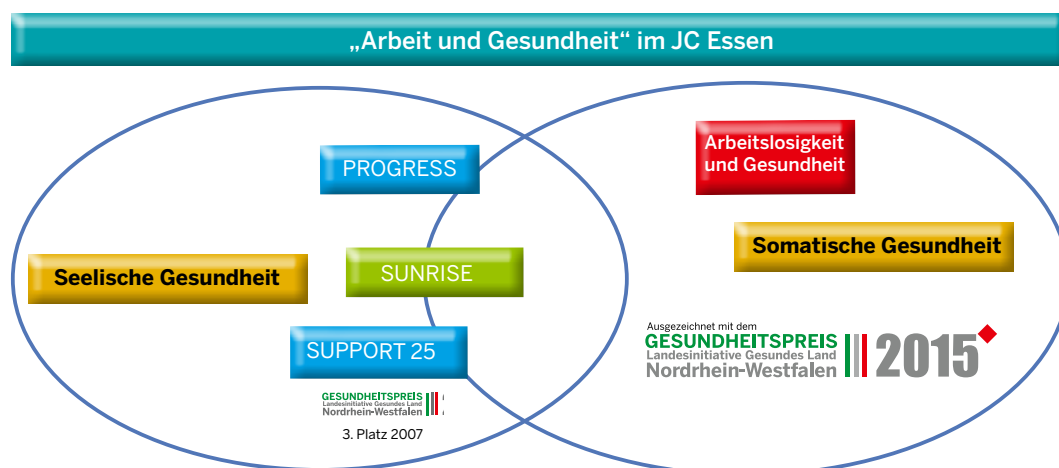 „Arbeit und Gesundheit“ im JC Essen
PROGRESS
Seelische Gesundheit
SUNRISE
SUPPORT 25
GESUNDHEITSPREIS
Landesinitiative Gesundes Land
Nordrhein-Westfalen
3. Platz 2007
Arbeitslosigkeit
und Gesundheit
Somatische Gesundheit
Ausgezeichnet mit dem
GESUNDHEITSPREIS
Landesinitiative Gesundes Land
Nordrhein-Westfalen
2015